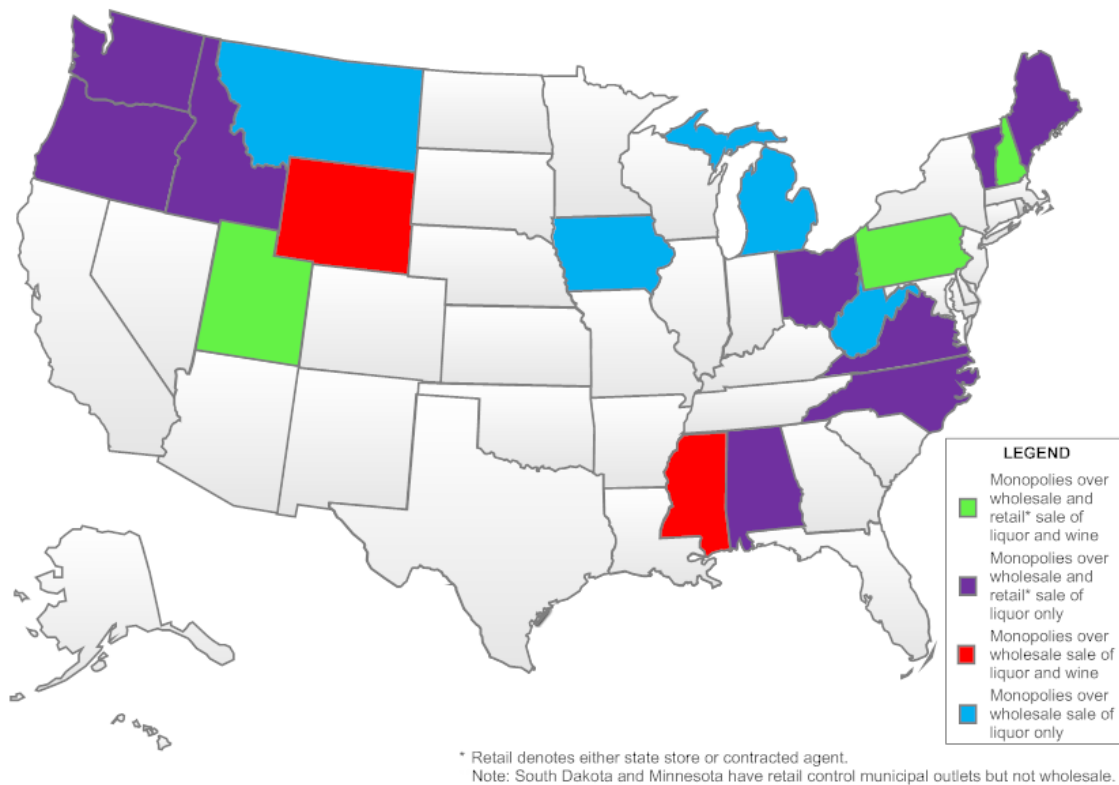 LEGEND
Monopolies over
wholesale and
retail* sale of
liquor and wine
Monopolies over
wholesale and
retail* sale of
liquor only
Monopolies over
wholesale sale of
liquor and wine
Monopolies over
wholesale sale of
liquor only
* Retail denotes either state store or contracted agent.
Note: South Dakota and Minnesota have retail control municipal outlets but not wholesale.